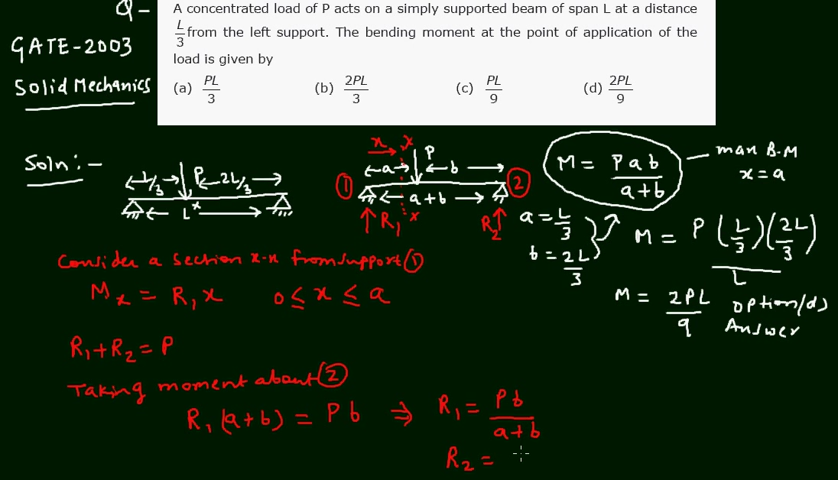 Q-
GATE-2003
Solid Mechanics
A concentrated load of P acts on a simply supported beam of span L at a distance
L/3 from the left support. The bending moment at the point of application of the
load is given by
(a) PL/3 (b) 2PL/3 (c) PL/9 (d) 2PL/9
Soln:-
L/3 P 2L/3
L
x x
P
a b
1 a+b 2
R₁ x R₂
M = Pab/(a+b)
max B.M
x=a
a = L/3
b = 2L/3
M = P (L/3)(2L/3)/L
M = 2PL/9 option(d)
Answer
Consider a section x-x from support 1
Mx = R₁x 0 ≤ x ≤ a
R₁+R₂ = P
Taking moment about 2
R₁(a+b) = Pb ⇒ R₁ = Pb/(a+b)
R₂ =